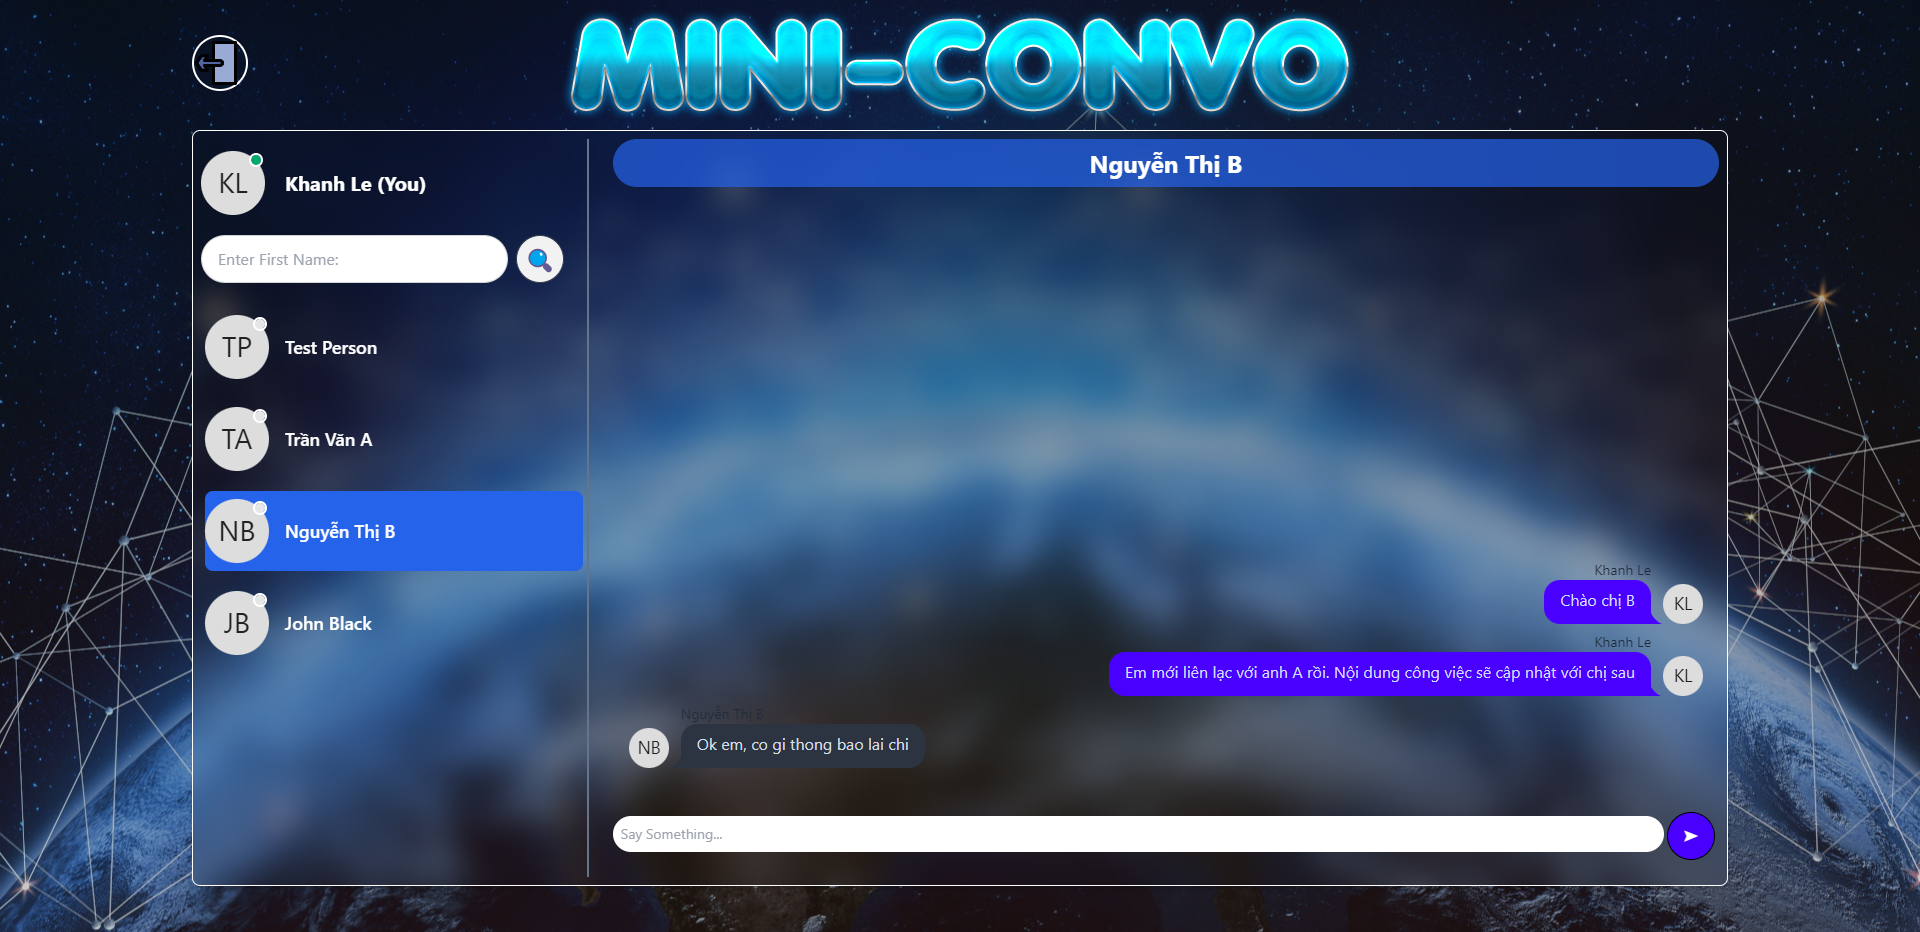 MINI-CONVO
KL
Khanh Le (You)
Enter First Name:
TP
Test Person
TA
Trần Văn A
NB
Nguyễn Thị B
JB
John Black
Nguyễn Thị B
Khanh Le
Chào chị B
KL
Khanh Le
Em mới liên lạc với anh A rồi. Nội dung công việc sẽ cập nhật với chị sau
KL
Nguyễn Thị B
NB
Ok em, co gi thong bao lai chi
Say Something...